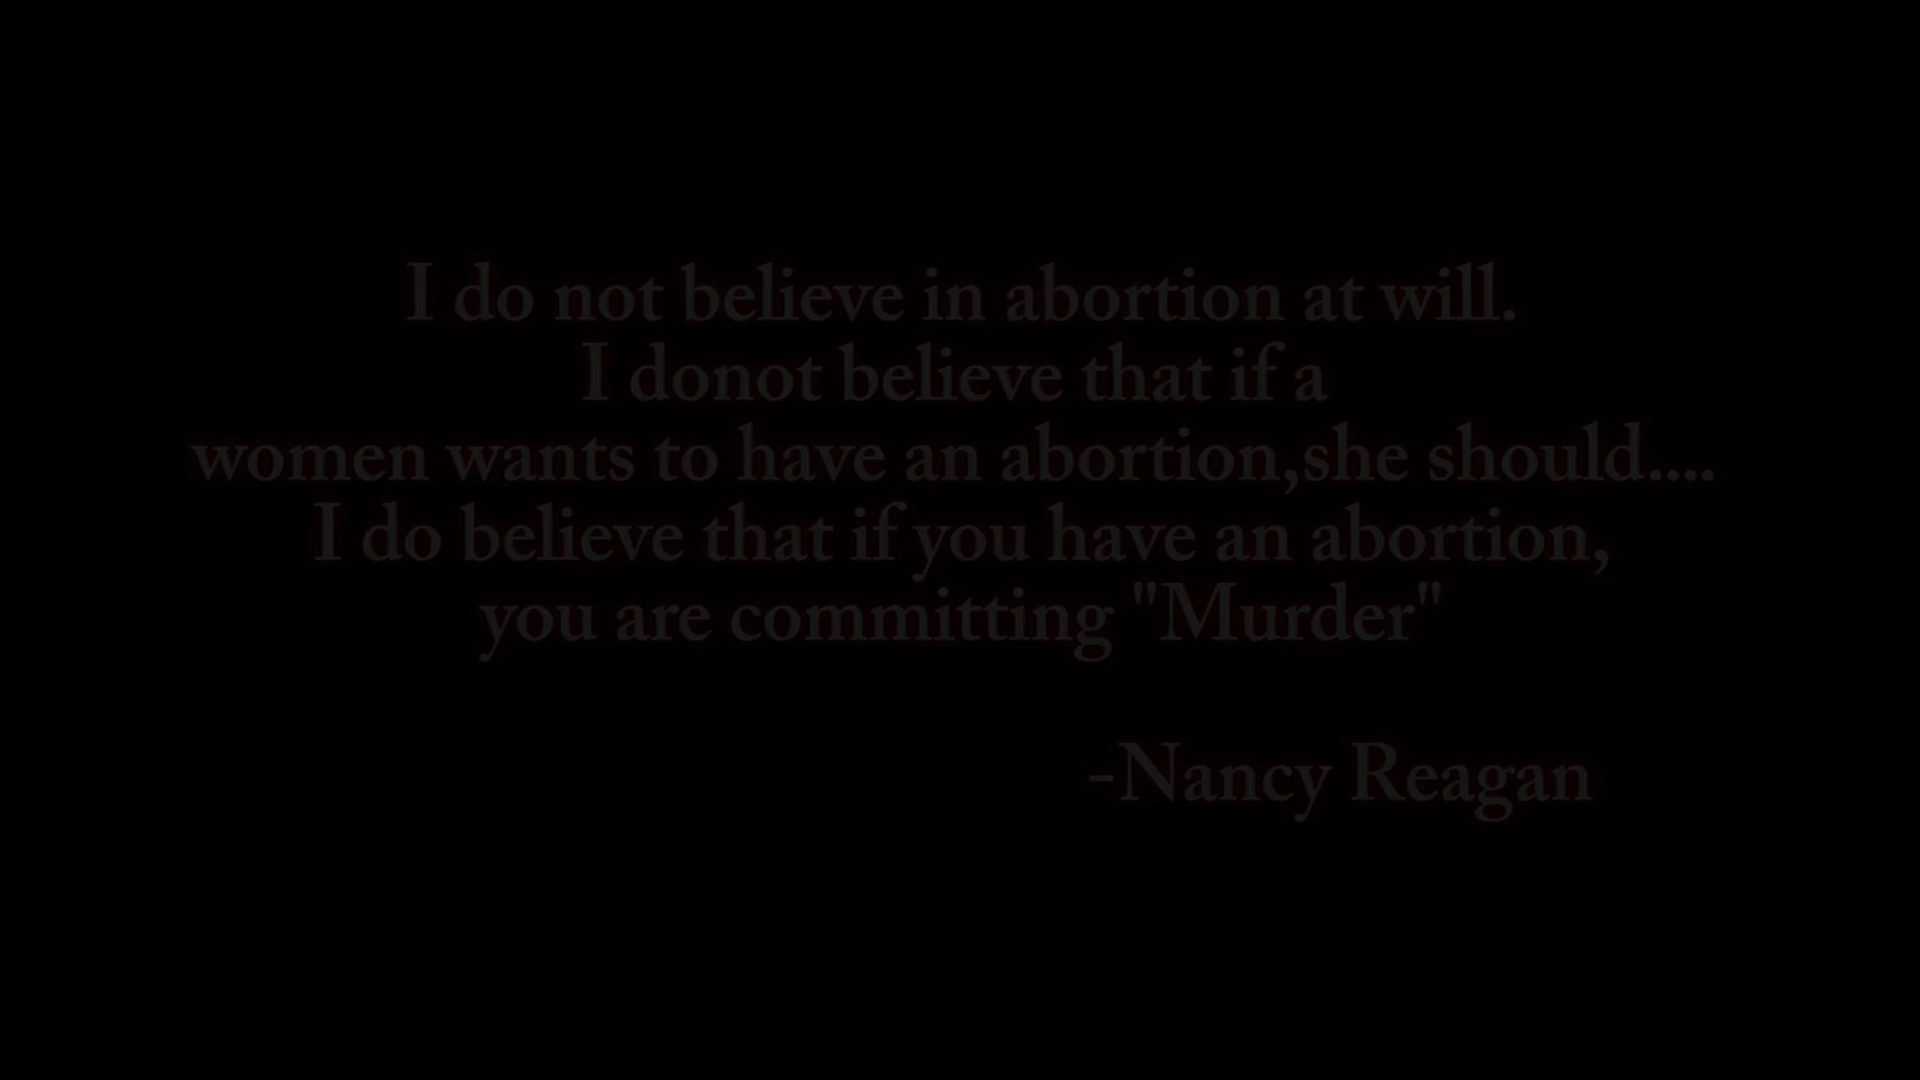 I do not believe in abortion at will.
I donot believe that if a
women wants to have an abortion,she should....
I do believe that if you have an abortion,
you are committing "Murder"
-Nancy Reagan